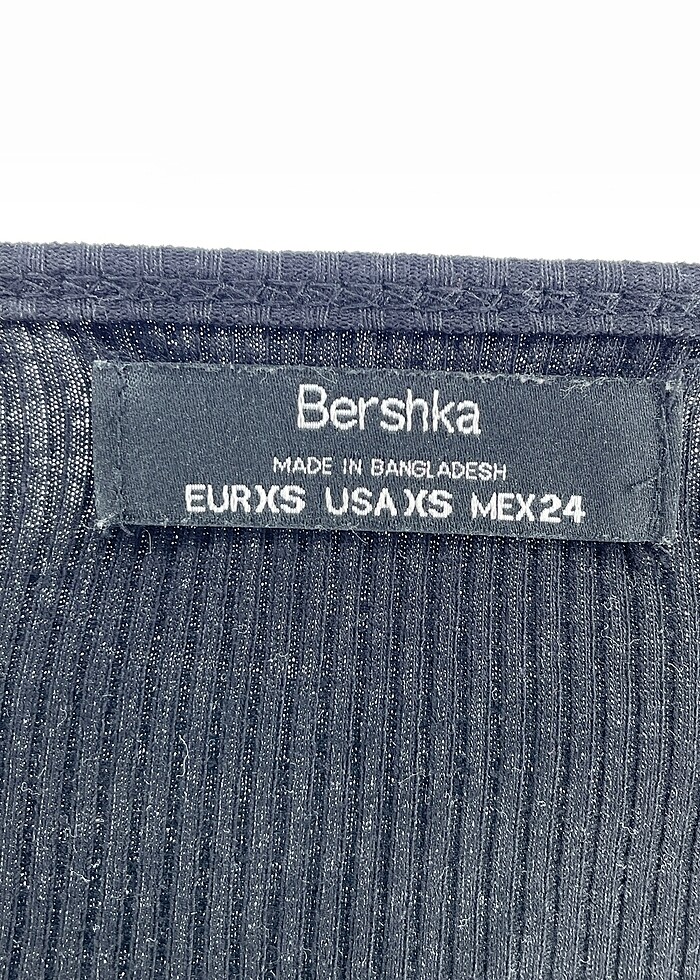 Bershka
MADE IN BANGLADESH
EUR XS USA XS MEX 24